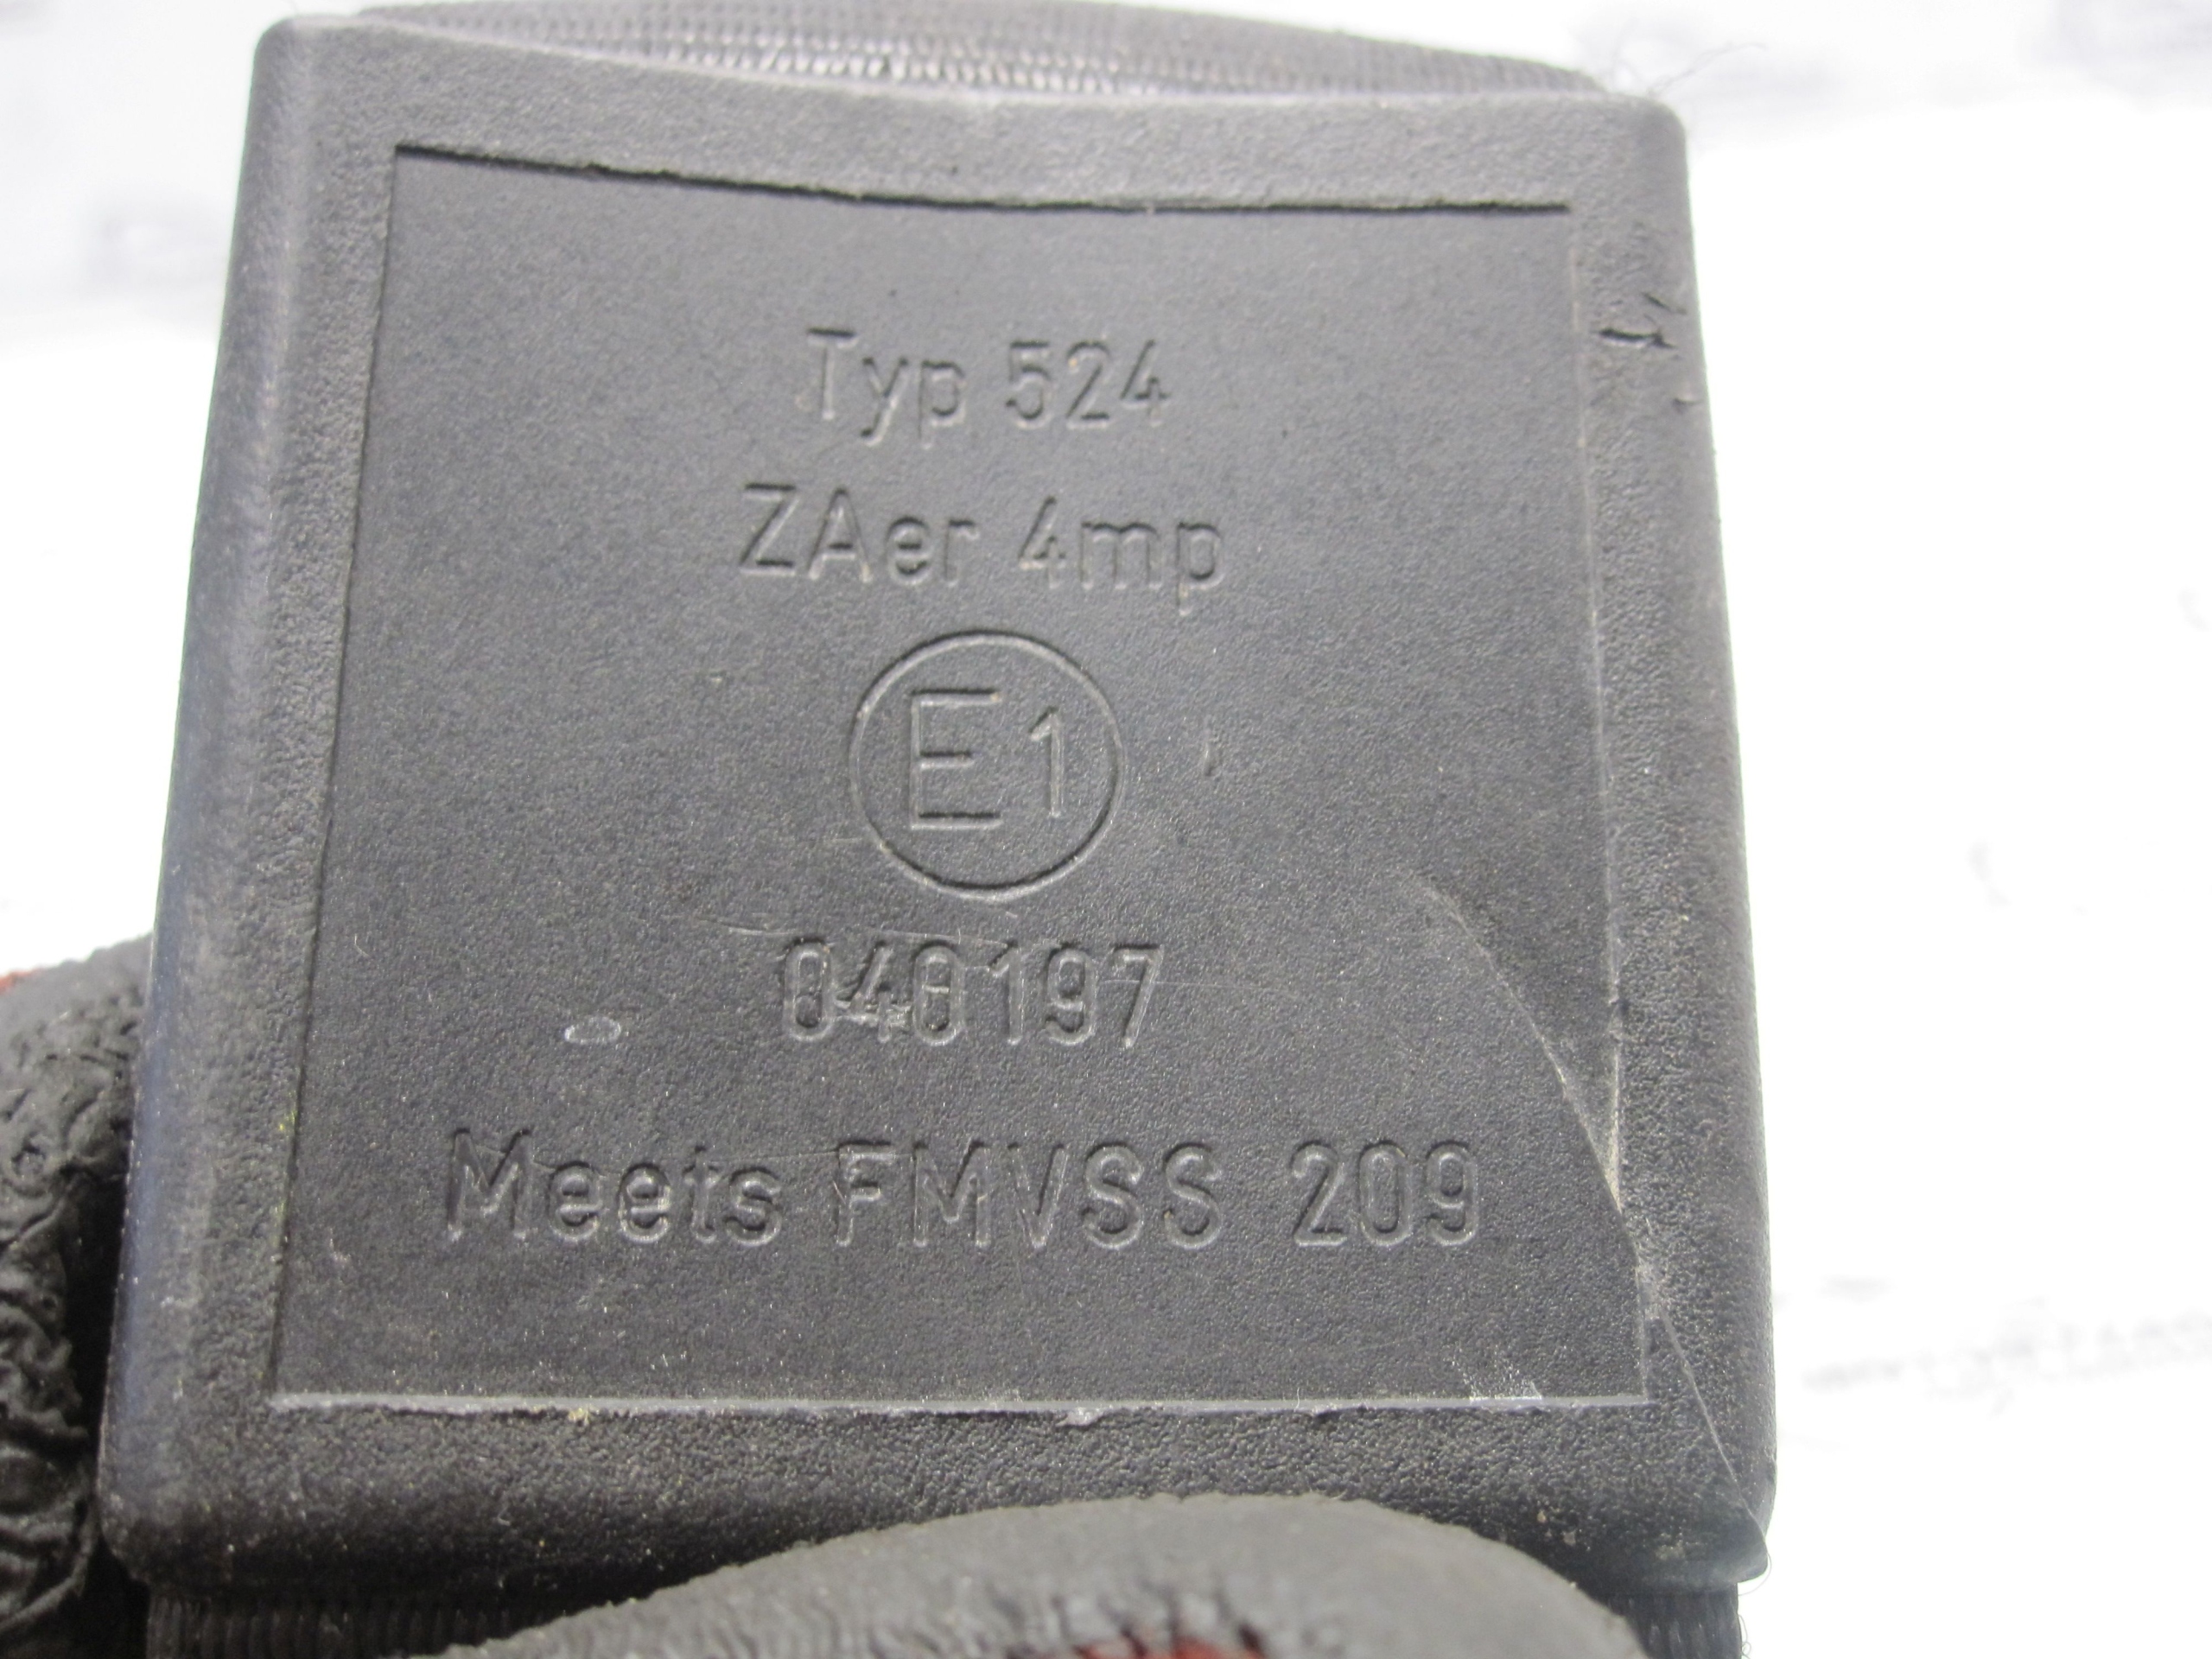 Typ 524
ZAer 4mp
E1
040197
Meets FMVSS 209